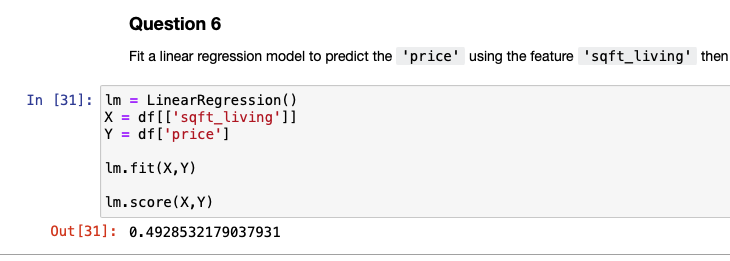 Question 6
Fit a linear regression model to predict the 'price' using the feature 'sqft_living' then
In [31]: lm = LinearRegression()
X = df[['sqft_living']]
Y = df['price']
lm.fit(X,Y)
lm.score(X,Y)
Out[31]: 0.4928532179037931